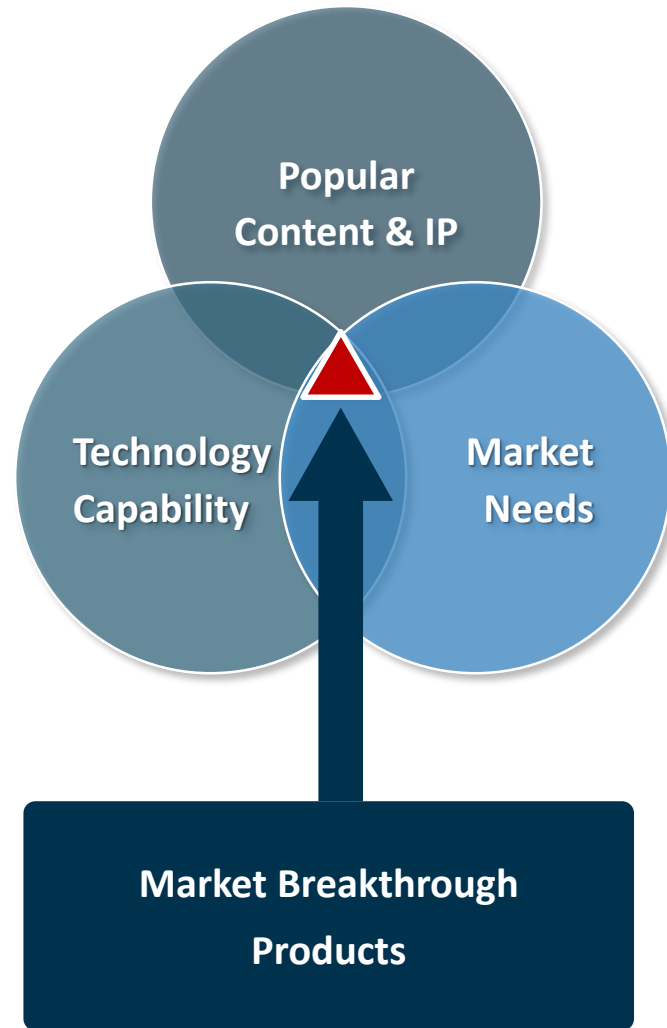 Popular
Content & IP
Technology
Capability
Market
Needs
Market Breakthrough
Products